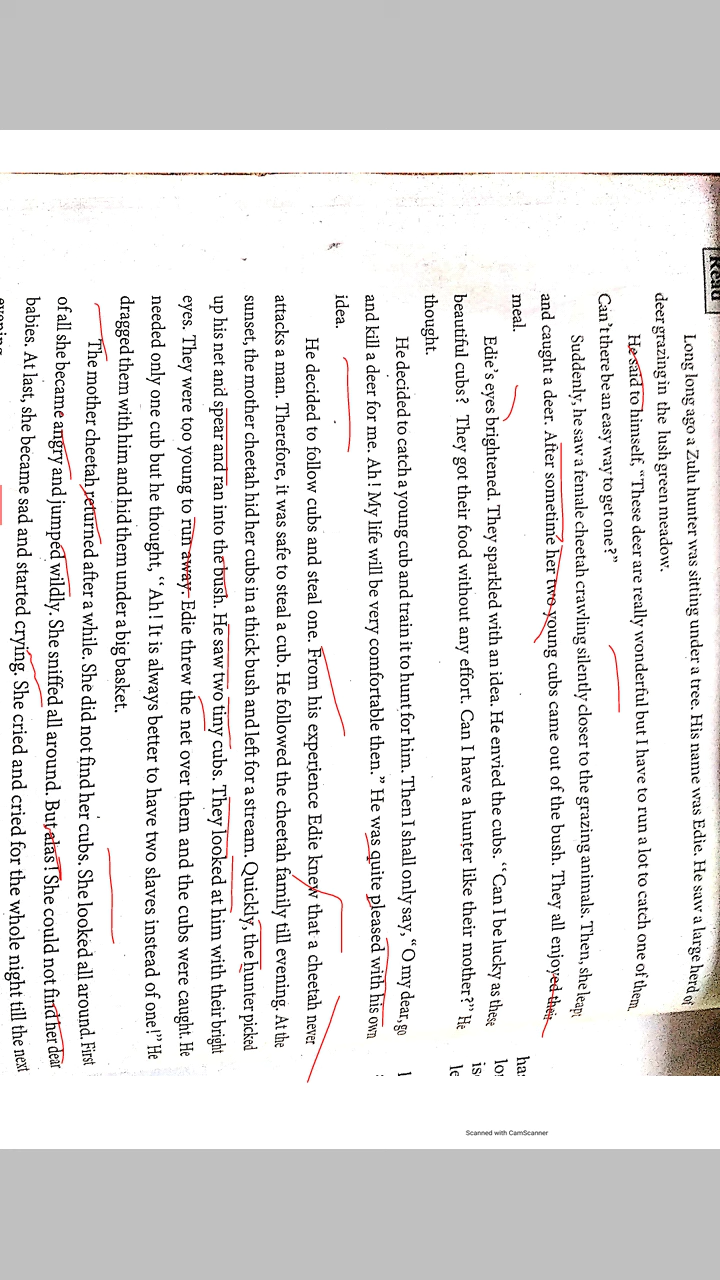 Read
Long long ago a Zulu hunter was sitting under a tree. His name was Edie. He saw a large herd of
deer grazing in the lush green meadow.
He said to himself, “These deer are really wonderful but I have to run a lot to catch one of them.
Can’t there be an easy way to get one?”
Suddenly, he saw a female cheetah crawling silently closer to the grazing animals. Then, she leapt
and caught a deer. After sometime her two young cubs came out of the bush. They all enjoyed their
meal.
Edie’s eyes brightened. They sparkled with an idea. He envied the cubs. “Can I be lucky as these
beautiful cubs? They got their food without any effort. Can I have a hunter like their mother?” He
thought.
He decided to catch a young cub and train it to hunt for him. Then I shall only say, “O my dear, go
and kill a deer for me. Ah! My life will be very comfortable then.” He was quite pleased with his own
idea.
He decided to follow cubs and steal one. From his experience Edie knew that a cheetah never
attacks a man. Therefore, it was safe to steal a cub. He followed the cheetah family till evening. At the
sunset, the mother cheetah hid her cubs in a thick bush and left for a stream. Quickly, the hunter picked
up his net and spear and ran into the bush. He saw two tiny cubs. They looked at him with their bright
eyes. They were too young to run away. Edie threw the net over them and the cubs were caught. He
needed only one cub but he thought, “Ah! It is always better to have two slaves instead of one!” He
dragged them with him and hid them under a big basket.
The mother cheetah returned after a while. She did not find her cubs. She looked all around. First
of all she became angry and jumped wildly. She sniffed all around. But alas! She could not find her dear
babies. At last, she became sad and started crying. She cried and cried for the whole night till the next
evening
Scanned with CamScanner